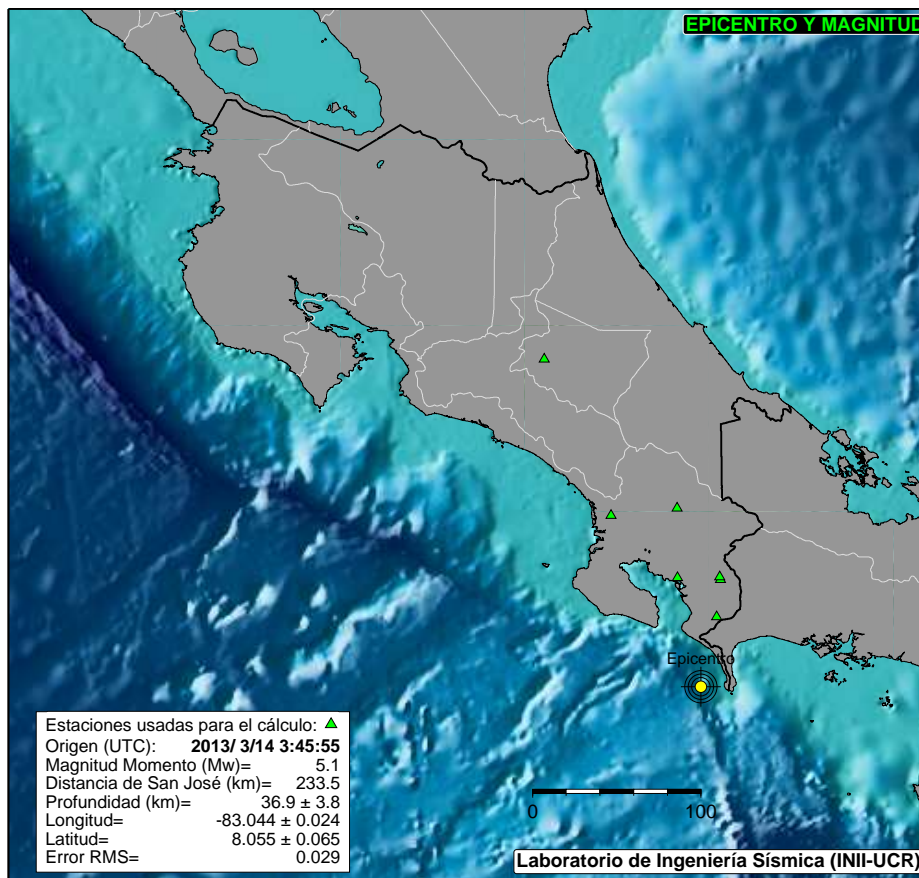 EPICENTRO Y MAGNITUD
Epicentro
Estaciones usadas para el cálculo:
Origen (UTC): 2013/ 3/14 3:45:55
Magnitud Momento (Mw)= 5.1
Distancia de San José (km)= 233.5
Profundidad (km)= 36.9 ± 3.8
Longitud= -83.044 ± 0.024
Latitud= 8.055 ± 0.065
Error RMS= 0.029
0 100
Laboratorio de Ingeniería Sísmica (INII-UCR)